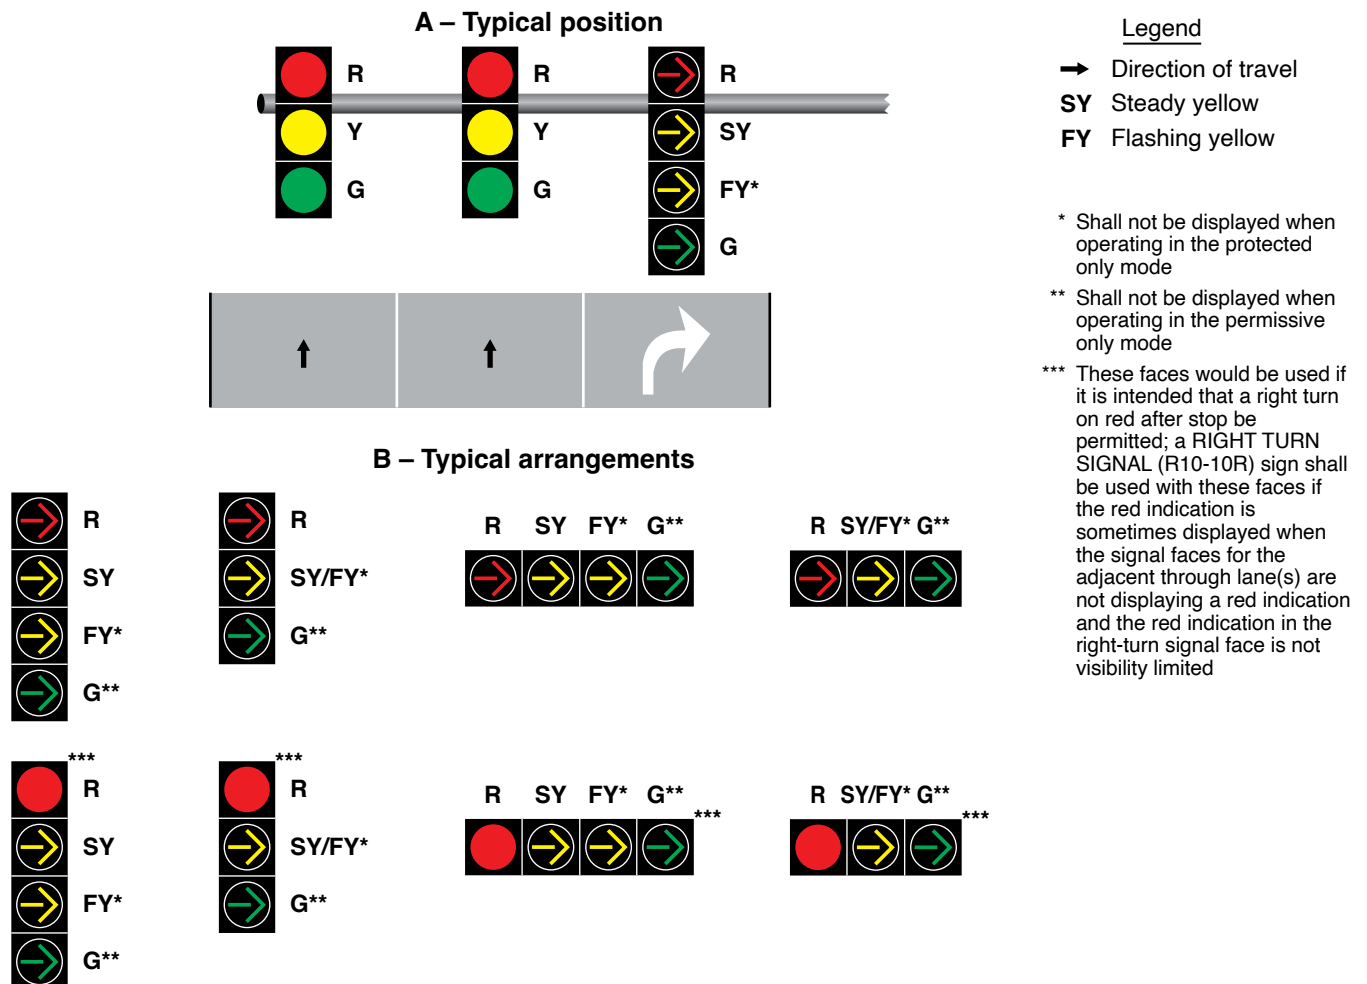 A – Typical position
R
Y
G
R
Y
G
R
SY
FY*
G
Legend
Direction of travel
SY Steady yellow
FY Flashing yellow
* Shall not be displayed when
operating in the protected
only mode
** Shall not be displayed when
operating in the permissive
only mode
*** These faces would be used if
it is intended that a right turn
on red after stop be
permitted; a RIGHT TURN
SIGNAL (R10-10R) sign shall
be used with these faces if
the red indication is
sometimes displayed when
the signal faces for the
adjacent through lane(s) are
not displaying a red indication
and the red indication in the
right-turn signal face is not
visibility limited
B – Typical arrangements
R
SY
FY*
G**
R
SY/FY*
G**
R SY FY* G**
R SY/FY* G**
***
R
SY
FY*
G**
***
R
SY/FY*
G**
R SY FY* G**
***
R SY/FY* G**
***